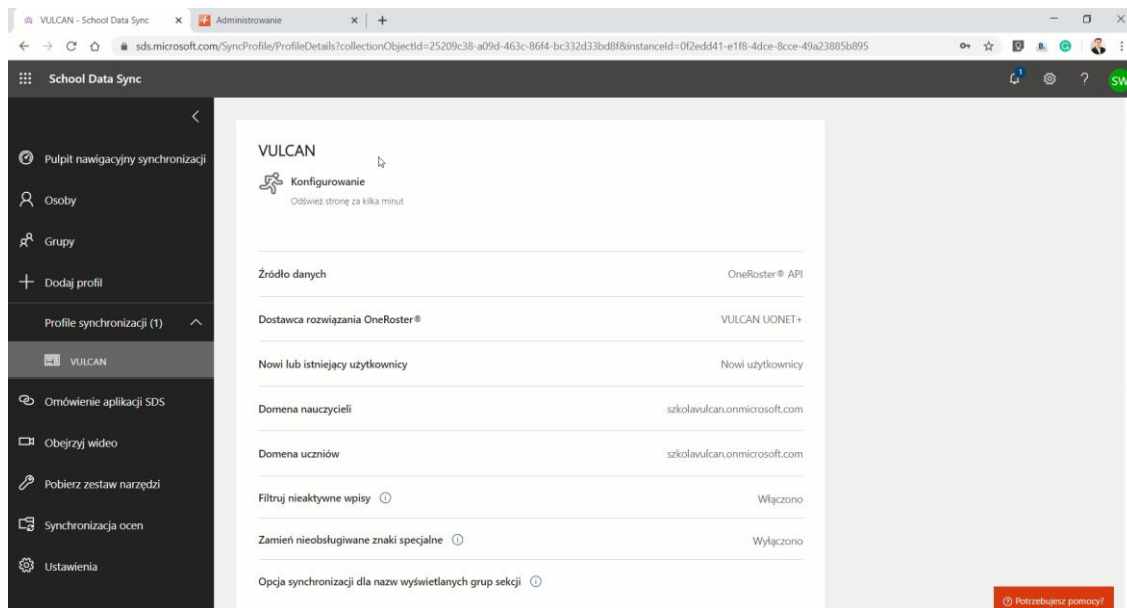 VULCAN - School Data Sync
Administrowanie
sds.microsoft.com/SyncProfile/ProfileDetails?collectionObjectId=25209c38-a09d-463c-86f4-bc332d33bd8f&instanceId=0f2edd41-e1f8-4dce-8cce-49a23885b895
School Data Sync
1
SW
Pulpit nawigacyjny synchronizacji
Osoby
Grupy
Dodaj profil
Profile synchronizacji (1)
VULCAN
Omówienie aplikacji SDS
Obejrzyj wideo
Pobierz zestaw narzędzi
Synchronizacja ocen
Ustawienia
VULCAN
Konfigurowanie
Odśwież stronę za kilka minut
Źródło danych OneRoster® API
Dostawca rozwiązania OneRoster® VULCAN UONET+
Nowi lub istniejący użytkownicy Nowi użytkownicy
Domena nauczycieli szkolavulcan.onmicrosoft.com
Domena uczniów szkolavulcan.onmicrosoft.com
Filtruj nieaktywne wpisy Włączono
Zamień nieobsługiwane znaki specjalne Wyłączono
Opcja synchronizacji dla nazw wyświetlanych grup sekcji
Potrzebujesz pomocy?